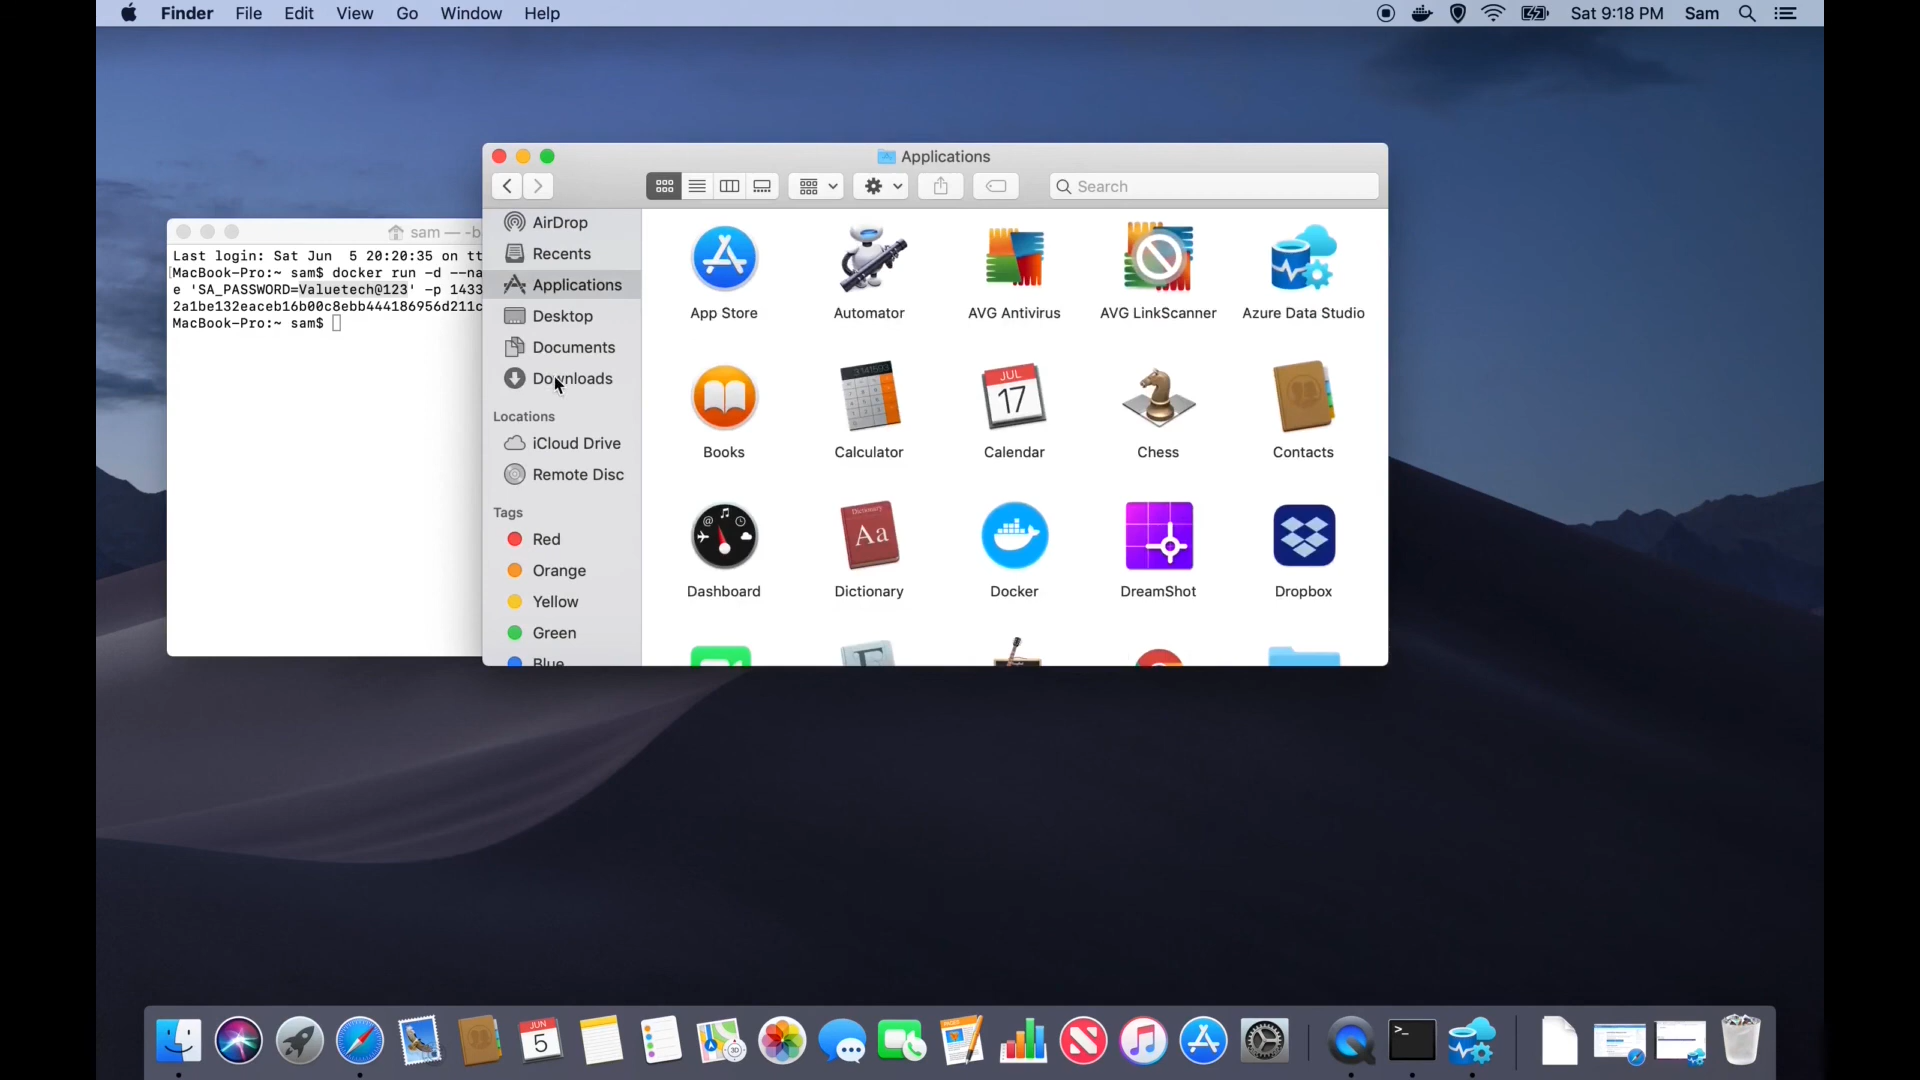 Finder File Edit View Go Window Help Sat 9:18 PM Sam
Applications
Search
sam — -b
Last login: Sat Jun 5 20:20:35 on tt
MacBook-Pro:~ sam$ docker run -d --na
e 'SA_PASSWORD=Valuetech@123' -p 1433
2a1be132eaceb16b00c8ebb444186956d211c
MacBook-Pro:~ sam$
AirDrop
Recents
Applications
Desktop
Documents
Downloads
Locations
iCloud Drive
Remote Disc
Tags
Red
Orange
Yellow
Green
Blue
App Store Automator AVG Antivirus AVG LinkScanner Azure Data Studio
JUL
17
Books Calculator Calendar Chess Contacts
Dictionary
Aa
Dashboard Dictionary Docker DreamShot Dropbox
JUN
5
3D
>_